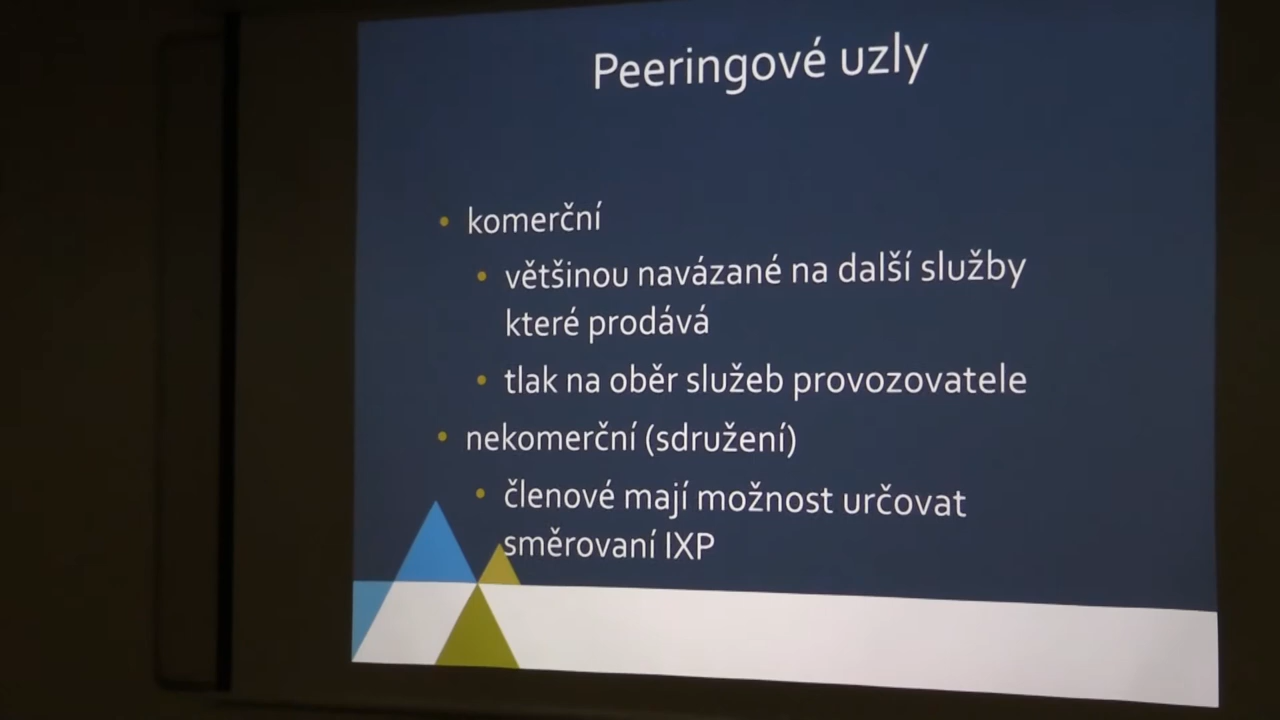 Peeringové uzly
• komerční
• většinou navázané na další služby
které prodává
• tlak na oběr služeb provozovatele
• nekomerční (sdružení)
• členové mají možnost určovat
směrovaní IXP